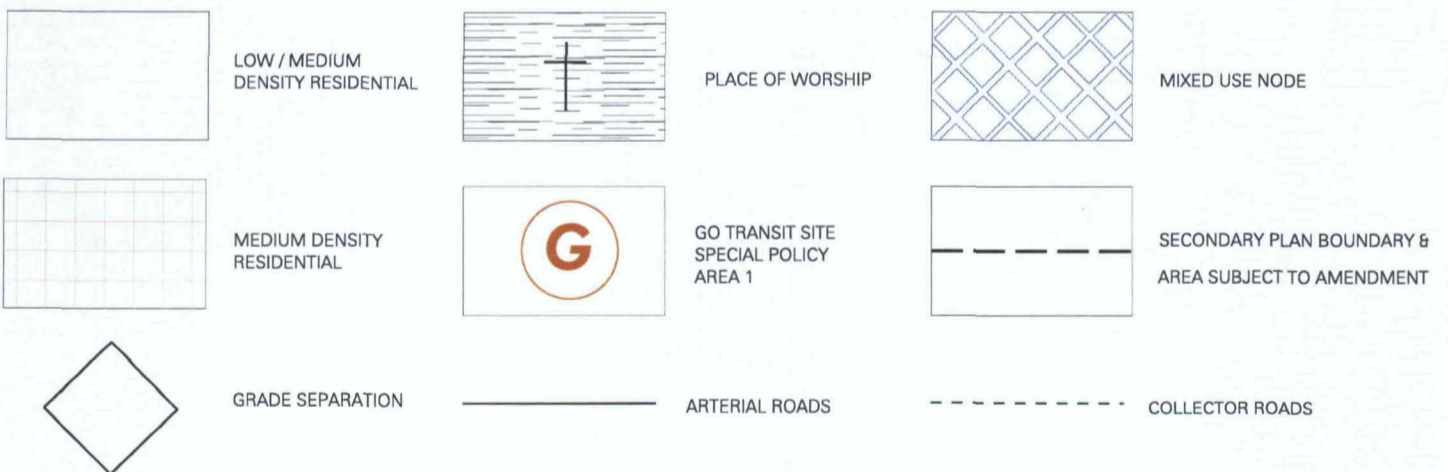 LOW / MEDIUM
DENSITY RESIDENTIAL
PLACE OF WORSHIP
MIXED USE NODE
MEDIUM DENSITY
RESIDENTIAL
G
GO TRANSIT SITE
SPECIAL POLICY
AREA 1
SECONDARY PLAN BOUNDARY &
AREA SUBJECT TO AMENDMENT
GRADE SEPARATION
ARTERIAL ROADS
COLLECTOR ROADS